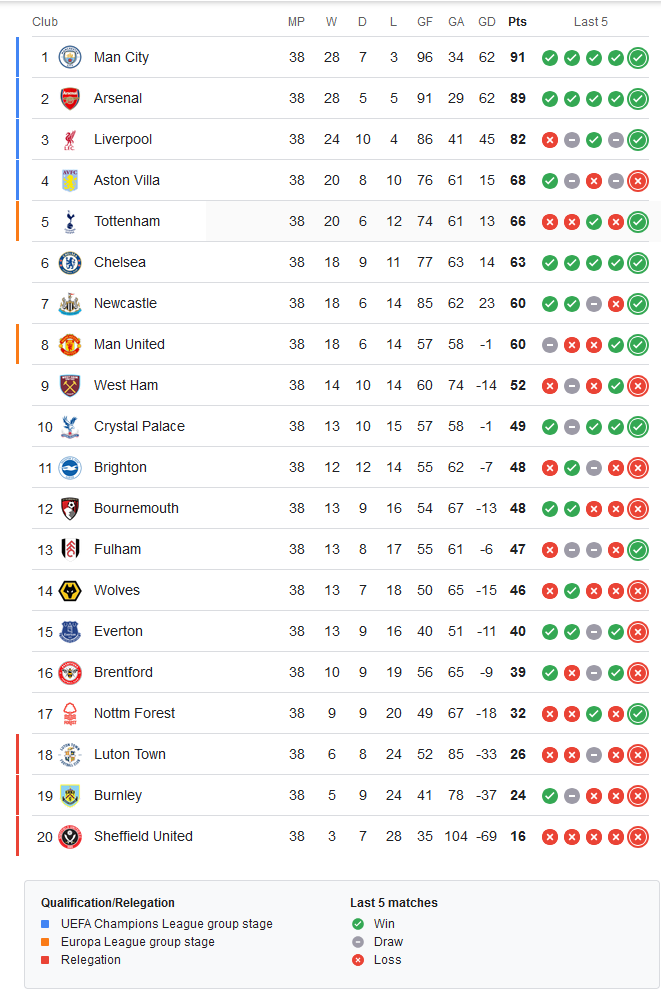 Club MP W D L GF GA GD Pts Last 5
1 Man City 38 28 7 3 96 34 62 91
2 Arsenal 38 28 5 5 91 29 62 89
3 Liverpool 38 24 10 4 86 41 45 82
4 Aston Villa 38 20 8 10 76 61 15 68
5 Tottenham 38 20 6 12 74 61 13 66
6 Chelsea 38 18 9 11 77 63 14 63
7 Newcastle 38 18 6 14 85 62 23 60
8 Man United 38 18 6 14 57 58 -1 60
9 West Ham 38 14 10 14 60 74 -14 52
10 Crystal Palace 38 13 10 15 57 58 -1 49
11 Brighton 38 12 12 14 55 62 -7 48
12 Bournemouth 38 13 9 16 54 67 -13 48
13 Fulham 38 13 8 17 55 61 -6 47
14 Wolves 38 13 7 18 50 65 -15 46
15 Everton 38 13 9 16 40 51 -11 40
16 Brentford 38 10 9 19 56 65 -9 39
17 Nottm Forest 38 9 9 20 49 67 -18 32
18 Luton Town 38 6 8 24 52 85 -33 26
19 Burnley 38 5 9 24 41 78 -37 24
20 Sheffield United 38 3 7 28 35 104 -69 16
Qualification/Relegation
UEFA Champions League group stage
Europa League group stage
Relegation
Last 5 matches
Win
Draw
Loss